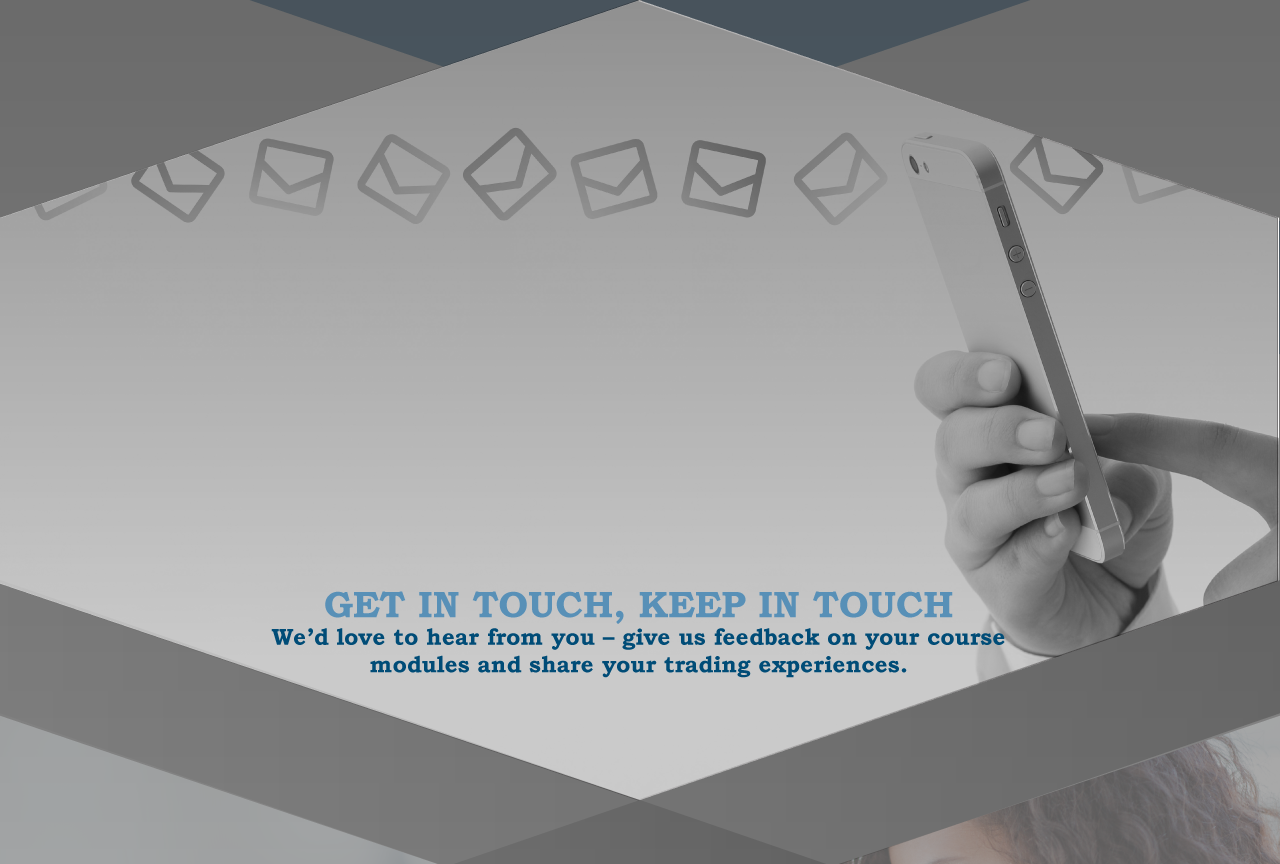 GET IN TOUCH, KEEP IN TOUCH
We’d love to hear from you – give us feedback on your course
modules and share your trading experiences.